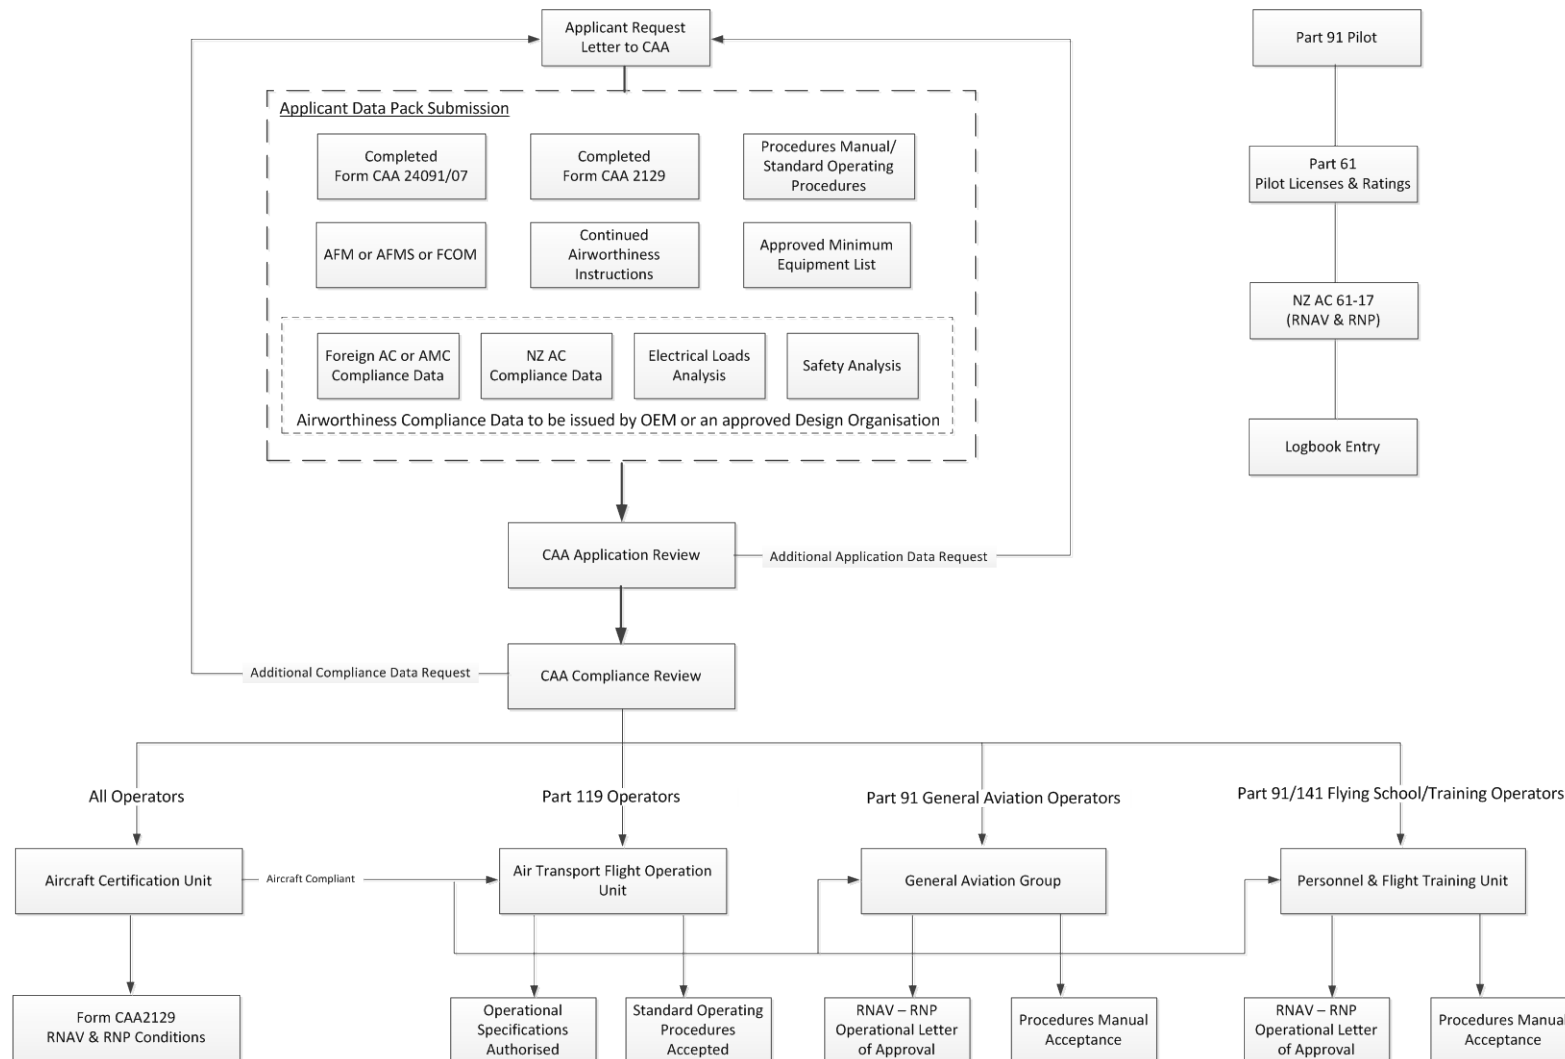 Applicant Request
Letter to CAA
Part 91 Pilot
Applicant Data Pack Submission
Completed
Form CAA 24091/07
Completed
Form CAA 2129
Procedures Manual/
Standard Operating
Procedures
Part 61
Pilot Licenses & Ratings
AFM or AFMS or FCOM
Continued
Airworthiness
Instructions
Approved Minimum
Equipment List
NZ AC 61-17
(RNAV & RNP)
Foreign AC or AMC
Compliance Data
NZ AC
Compliance Data
Electrical Loads
Analysis
Safety Analysis
Airworthiness Compliance Data to be issued by OEM or an approved Design Organisation
Logbook Entry
CAA Application Review
Additional Application Data Request
Additional Compliance Data Request
CAA Compliance Review
All Operators
Part 119 Operators
Part 91 General Aviation Operators
Part 91/141 Flying School/Training Operators
Aircraft Certification Unit
Aircraft Compliant
Air Transport Flight Operation
Unit
General Aviation Group
Personnel & Flight Training Unit
Form CAA2129
RNAV & RNP Conditions
Operational
Specifications
Authorised
Standard Operating
Procedures
Accepted
RNAV – RNP
Operational Letter
of Approval
Procedures Manual
Acceptance
RNAV – RNP
Operational Letter
of Approval
Procedures Manual
Acceptance